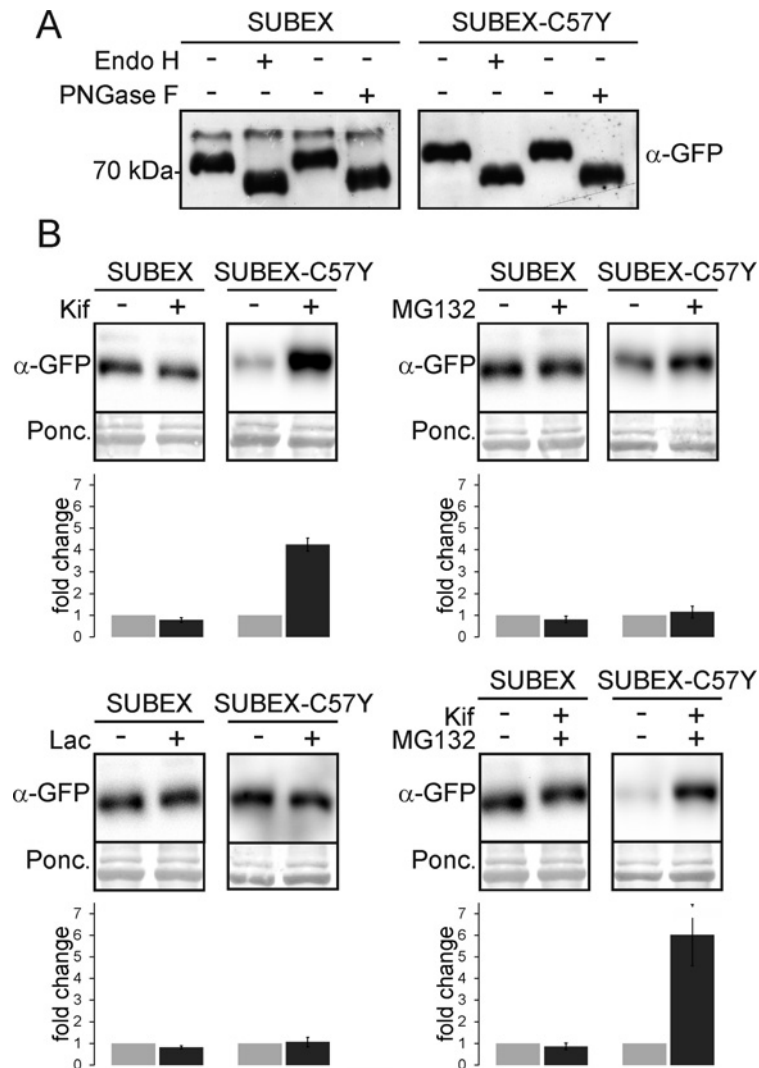 A
SUBEX SUBEX-C57Y
Endo H - + - - - + - -
PNGase F - - - + - - - +
70 kDa- α-GFP
B
SUBEX SUBEX-C57Y SUBEX SUBEX-C57Y
Kif - + - + MG132 - + - +
α-GFP α-GFP
Ponc. Ponc.
fold change 7 6 5 4 3 2 1 0 fold change 7 6 5 4 3 2 1 0
SUBEX SUBEX-C57Y SUBEX SUBEX-C57Y
Kif - + - +
Lac - + - + MG132 - + - +
α-GFP α-GFP
Ponc. Ponc.
fold change 7 6 5 4 3 2 1 0 fold change 7 6 5 4 3 2 1 0